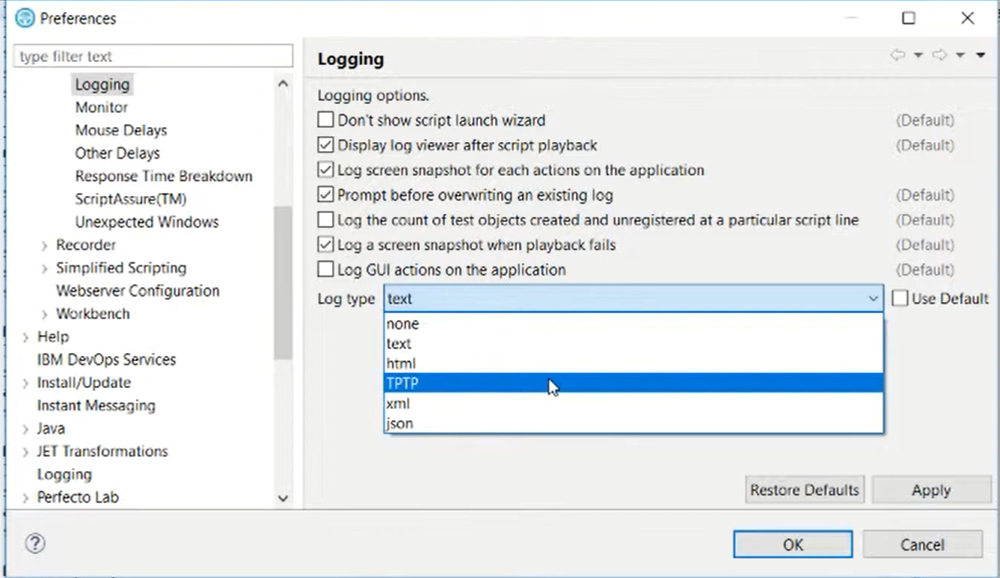 Preferences
type filter text
Logging
Monitor
Mouse Delays
Other Delays
Response Time Breakdown
ScriptAssure(TM)
Unexpected Windows
Recorder
Simplified Scripting
Webserver Configuration
Workbench
Help
IBM DevOps Services
Install/Update
Instant Messaging
Java
JET Transformations
Logging
Perfecto Lab
Logging
Logging options.
Don't show script launch wizard (Default)
Display log viewer after script playback (Default)
Log screen snapshot for each actions on the application
Prompt before overwriting an existing log (Default)
Log the count of test objects created and unregistered at a particular script line (Default)
Log a screen snapshot when playback fails (Default)
Log GUI actions on the application (Default)
Log type text Use Default
none
text
html
TPTP
xml
json
Restore Defaults Apply
? OK Cancel